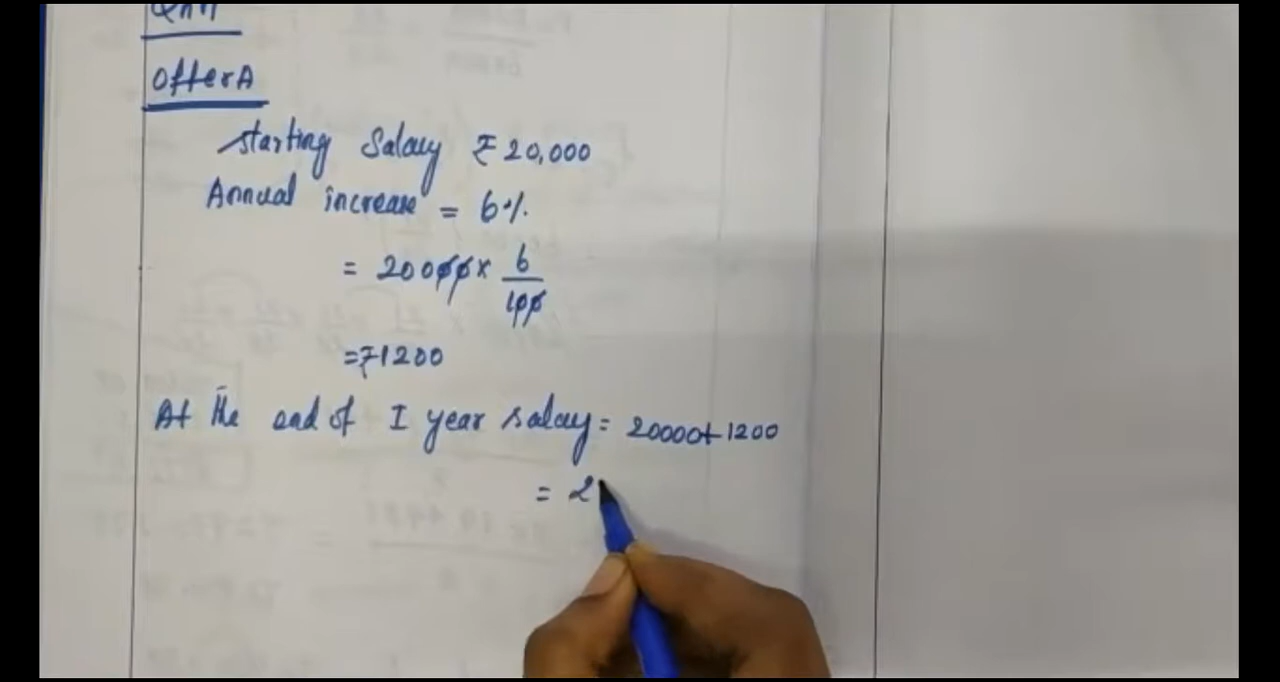 Offer A
Starting Salary ₹ 20,000
Annual increase = 6%
= 20000 × 6/100
= ₹1200
At the end of I year salary = 20000+1200
= 2